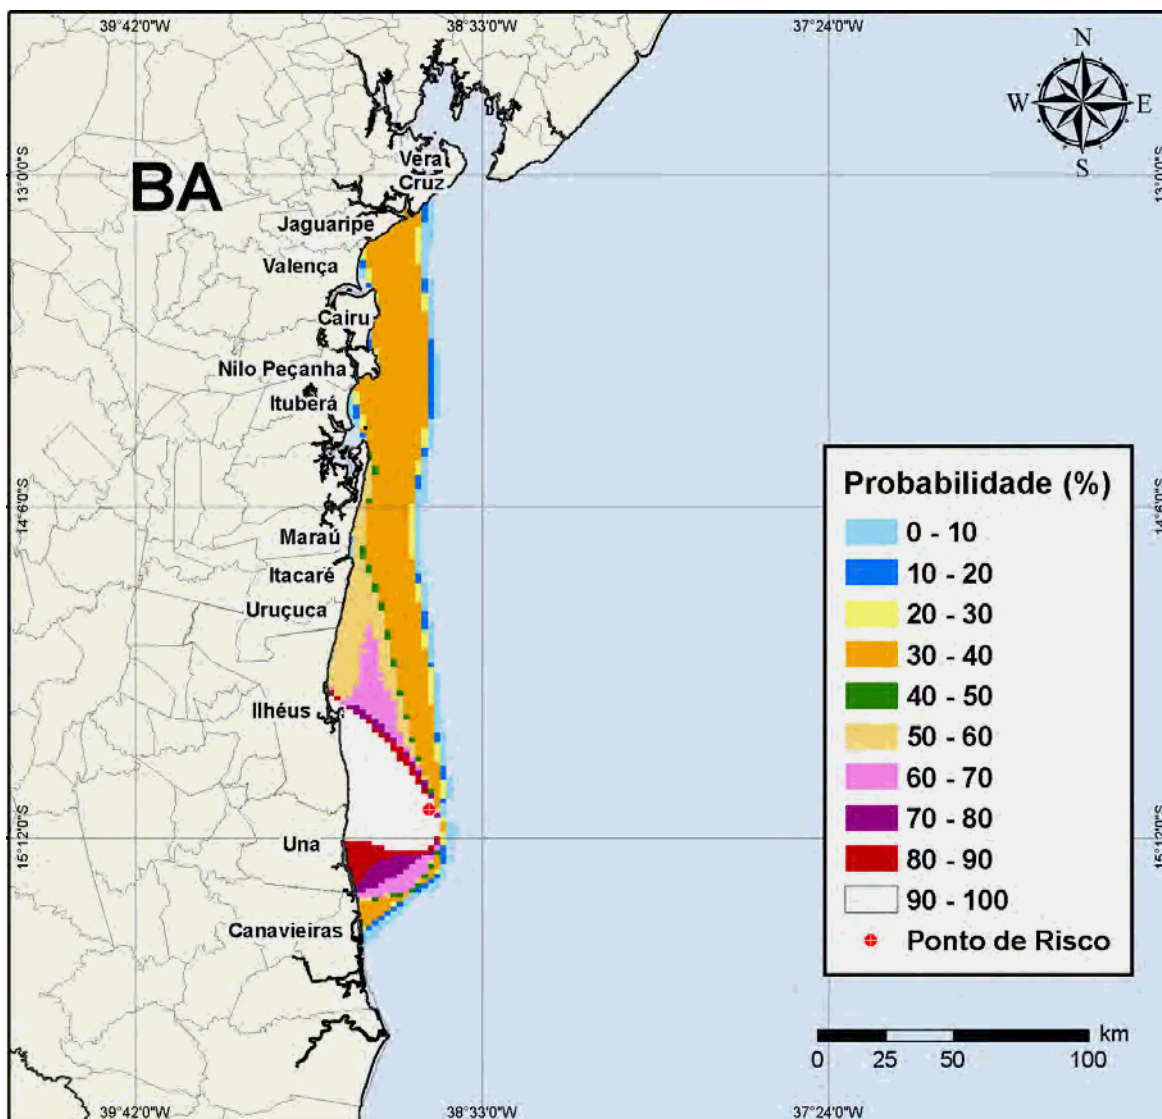 39°42'0"W
38°33'0"W
37°24'0"W
N
W
E
S
13°0'0"S
13°0'0"S
BA
Vera
Cruz
Jaguaripe
Valença
Cairu
Nilo Peçanha
Ituberá
Maraú
Itacaré
Uruçuca
Ilhéus
Una
Canavieiras
14°6'0"S
14°6'0"S
15°12'0"S
15°12'0"S
Probabilidade (%)
0 - 10
10 - 20
20 - 30
30 - 40
40 - 50
50 - 60
60 - 70
70 - 80
80 - 90
90 - 100
Ponto de Risco
km
0 25 50 100
39°42'0"W
38°33'0"W
37°24'0"W